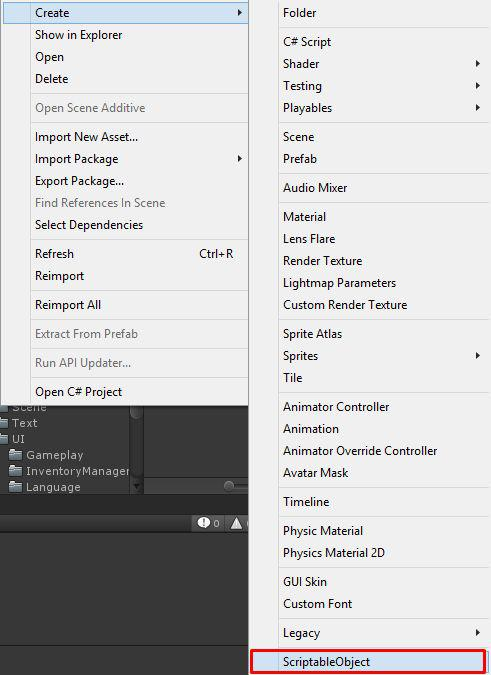 Create
Show in Explorer
Open
Delete
Open Scene Additive
Import New Asset...
Import Package
Export Package...
Find References In Scene
Select Dependencies
Refresh Ctrl+R
Reimport
Reimport All
Extract From Prefab
Run API Updater...
Open C# Project
Scene
Text
UI
Gameplay
InventoryManager
Language
0
Folder
C# Script
Shader
Testing
Playables
Scene
Prefab
Audio Mixer
Material
Lens Flare
Render Texture
Lightmap Parameters
Custom Render Texture
Sprite Atlas
Sprites
Tile
Animator Controller
Animation
Animator Override Controller
Avatar Mask
Timeline
Physic Material
Physics Material 2D
GUI Skin
Custom Font
Legacy
ScriptableObject